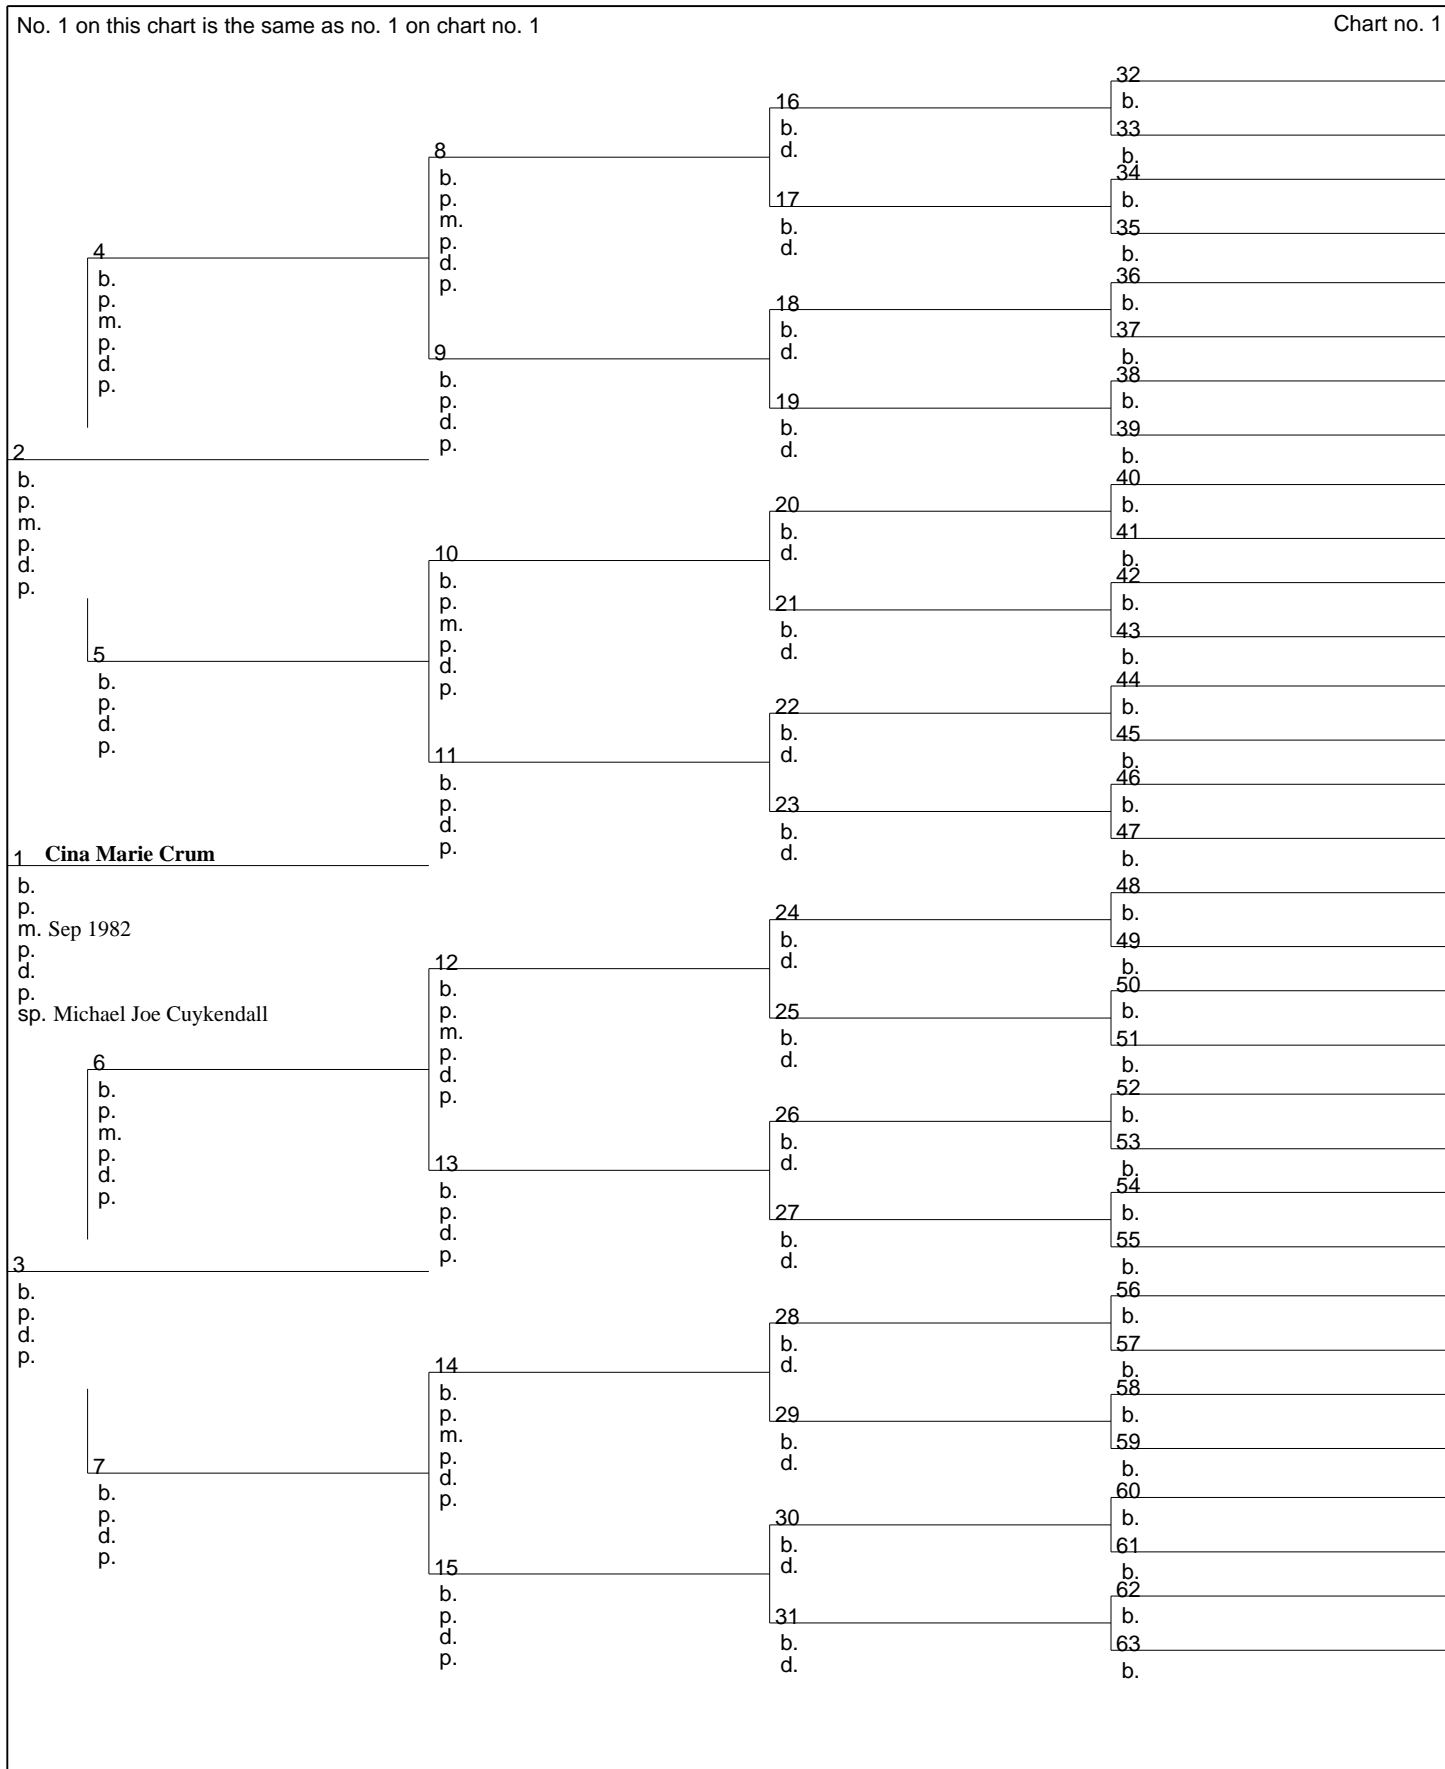 No. 1 on this chart is the same as no. 1 on chart no. 1
Chart no. 1
2
b.
p.
m.
p.
d.
p.
1 Cina Marie Crum
b.
p.
m. Sep 1982
p.
d.
p.
sp. Michael Joe Cuykendall
3
b.
p.
d.
p.
4
b.
p.
m.
p.
d.
p.
5
b.
p.
d.
p.
6
b.
p.
m.
p.
d.
p.
7
b.
p.
d.
p.
8
b.
p.
m.
p.
d.
p.
9
b.
p.
d.
p.
10
b.
p.
m.
p.
d.
p.
11
b.
p.
d.
p.
12
b.
p.
m.
p.
d.
p.
13
b.
p.
d.
p.
14
b.
p.
m.
p.
d.
p.
15
b.
p.
d.
p.
16
b.
d.
17
b.
d.
18
b.
d.
19
b.
d.
20
b.
d.
21
b.
d.
22
b.
d.
23
b.
d.
24
b.
d.
25
b.
d.
26
b.
d.
27
b.
d.
28
b.
d.
29
b.
d.
30
b.
d.
31
b.
d.
32
b.
33
b.
34
b.
35
b.
36
b.
37
b.
38
b.
39
b.
40
b.
41
b.
42
b.
43
b.
44
b.
45
b.
46
b.
47
b.
48
b.
49
b.
50
b.
51
b.
52
b.
53
b.
54
b.
55
b.
56
b.
57
b.
58
b.
59
b.
60
b.
61
b.
62
b.
63
b.